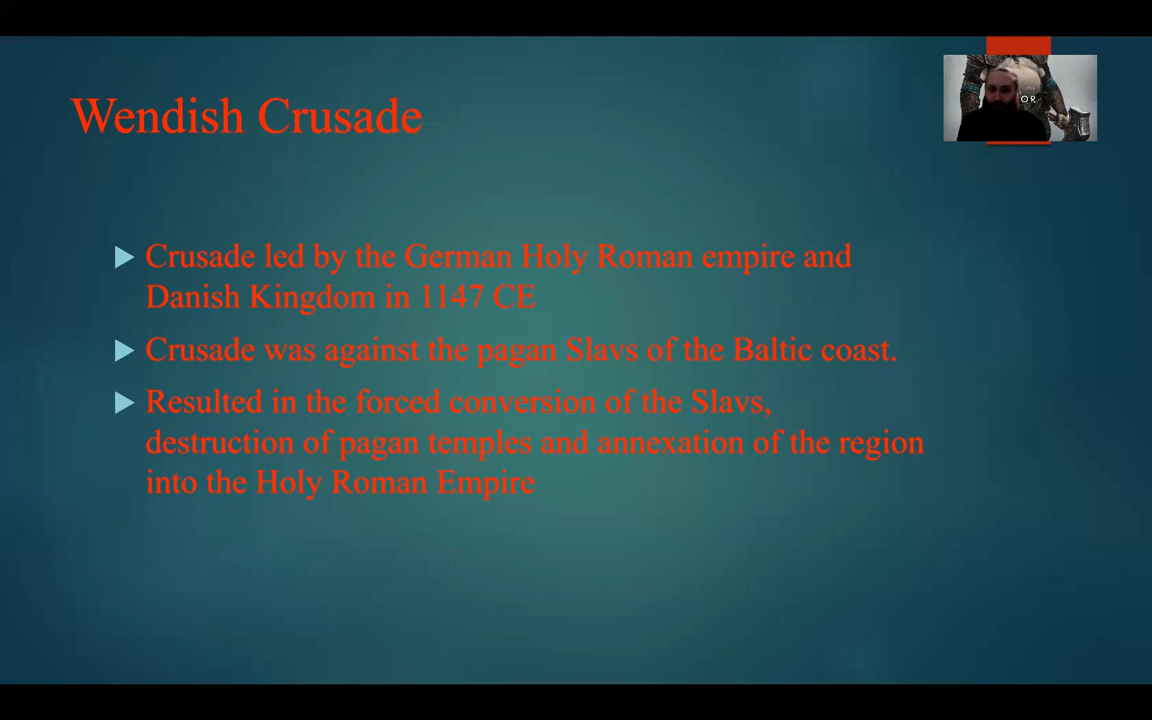 Wendish Crusade
OR
Crusade led by the German Holy Roman empire and
Danish Kingdom in 1147 CE
Crusade was against the pagan Slavs of the Baltic coast.
Resulted in the forced conversion of the Slavs,
destruction of pagan temples and annexation of the region
into the Holy Roman Empire